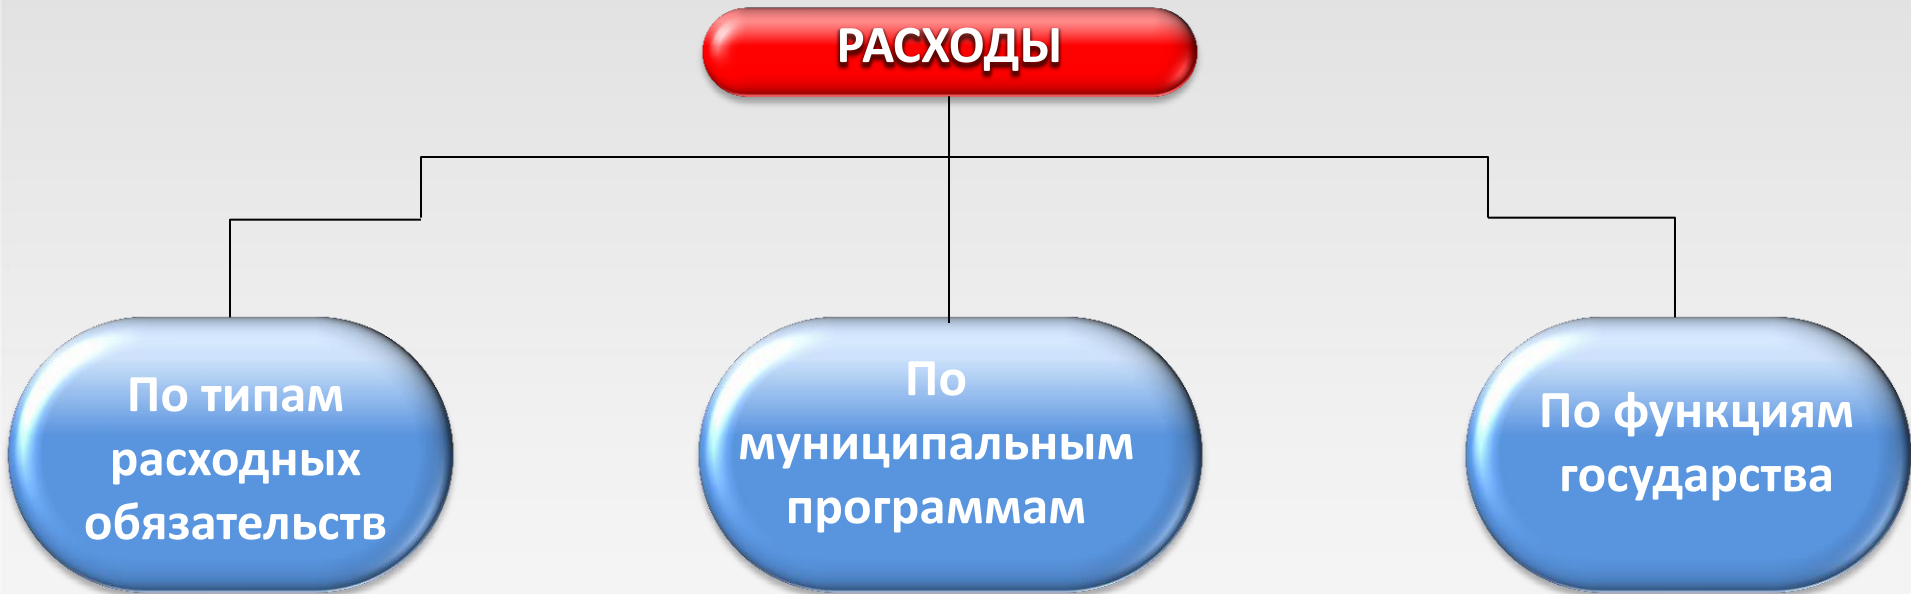 РАСХОДЫ
По типам
расходных
обязательств
По
муниципальным
программам
По функциям
государства